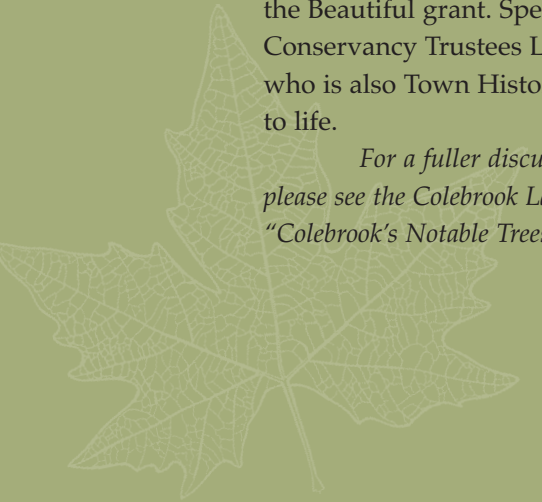 the Beautiful grant. Spe
Conservancy Trustees L
who is also Town Histo
to life.
For a fuller discu
please see the Colebrook La
“Colebrook's Notable Trees